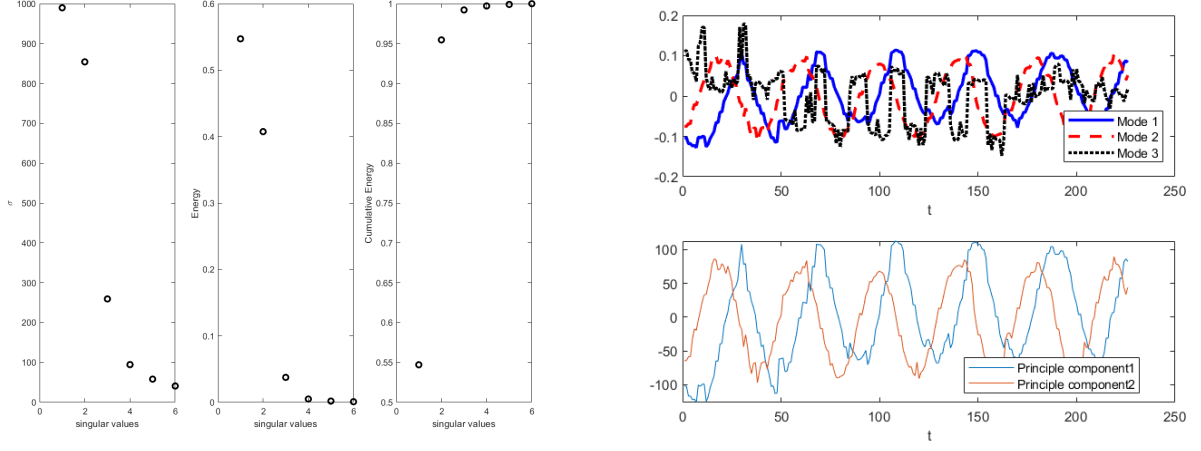 1000
900
800
700
600
500
400
300
200
100
0
σ
0 2 4 6
singular values
0.6
0.5
0.4
0.3
0.2
0.1
0
Energy
0 2 4 6
singular values
1
0.95
0.9
0.85
0.8
0.75
0.7
0.65
0.6
0.55
0.5
Cumulative Energy
0 2 4 6
singular values
0.2
0.1
0
-0.1
-0.2
Mode 1
Mode 2
Mode 3
0 50 100 150 200 250
t
100
50
0
-50
-100
Principle component1
Principle component2
0 50 100 150 200 250
t